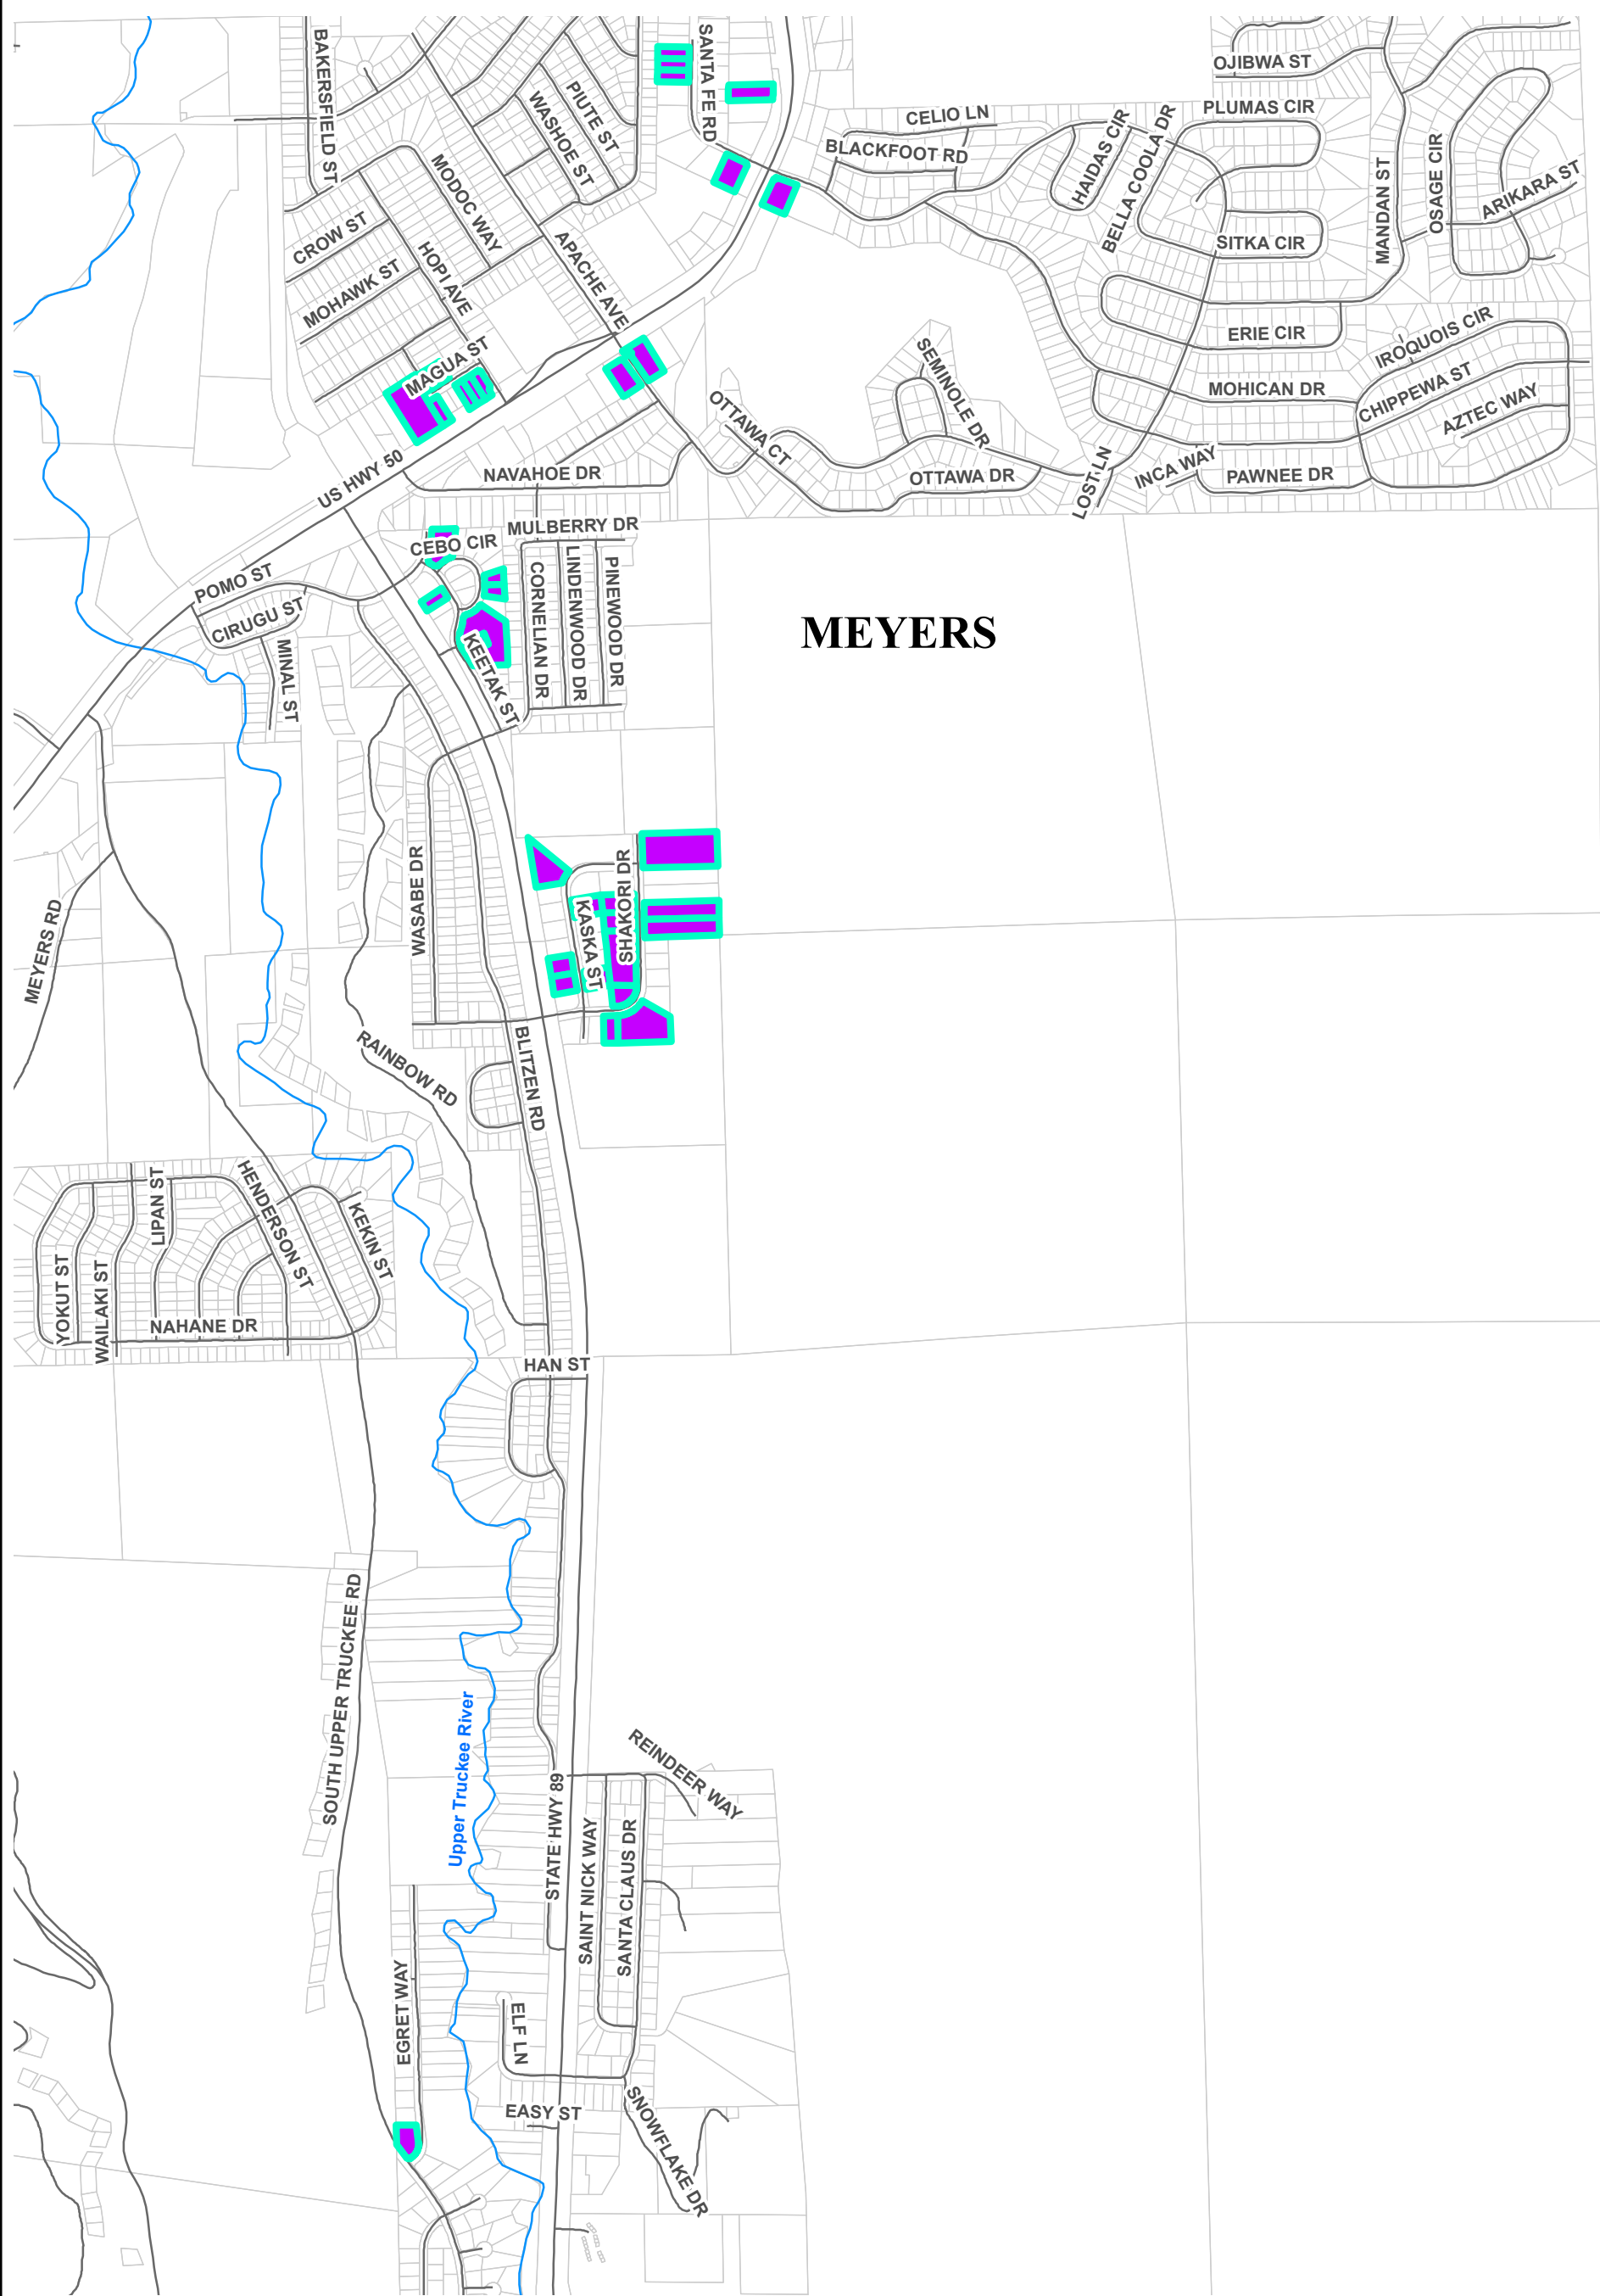 BAKERSFIELD ST
SANTA FE RD
OJIBWA ST
PIUTE ST
WASHOE ST
PLUMAS CIR
CELIO LN
BLACKFOOT RD
HAIDAS CIR
BELLA COOLA DR
MANDAN ST
OSAGE CIR
ARIKARA ST
MODOC WAY
CROW ST
HOPI AVE
APACHE AVE
SITKA CIR
MOHAWK ST
ERIE CIR
IROQUOIS CIR
MAGUA ST
SEMINOLE DR
MOHICAN DR
CHIPPEWA ST
AZTEC WAY
OTTAWA CT
US HWY 50
NAVAHOE DR
OTTAWA DR
LOST LN
INCA WAY
PAWNEE DR
MULBERRY DR
CEBO CIR
POMO ST
CORNELIAN DR
LINDENWOOD DR
PINEWOOD DR
CIRUGU ST
MINAL ST
KEETAK ST
MEYERS
WASABE DR
SHAKORI DR
KASKA ST
MEYERS RD
RAINBOW RD
BLITZEN RD
LIPAN ST
HENDERSON ST
KEKIN ST
YOKUT ST
WAILAKI ST
NAHANE DR
HAN ST
SOUTH UPPER TRUCKEE RD
Upper Truckee River
REINDEER WAY
STATE HWY 89
SAINT NICK WAY
SANTA CLAUS DR
EGRET WAY
ELF LN
EASY ST
SNOWFLAKE DR